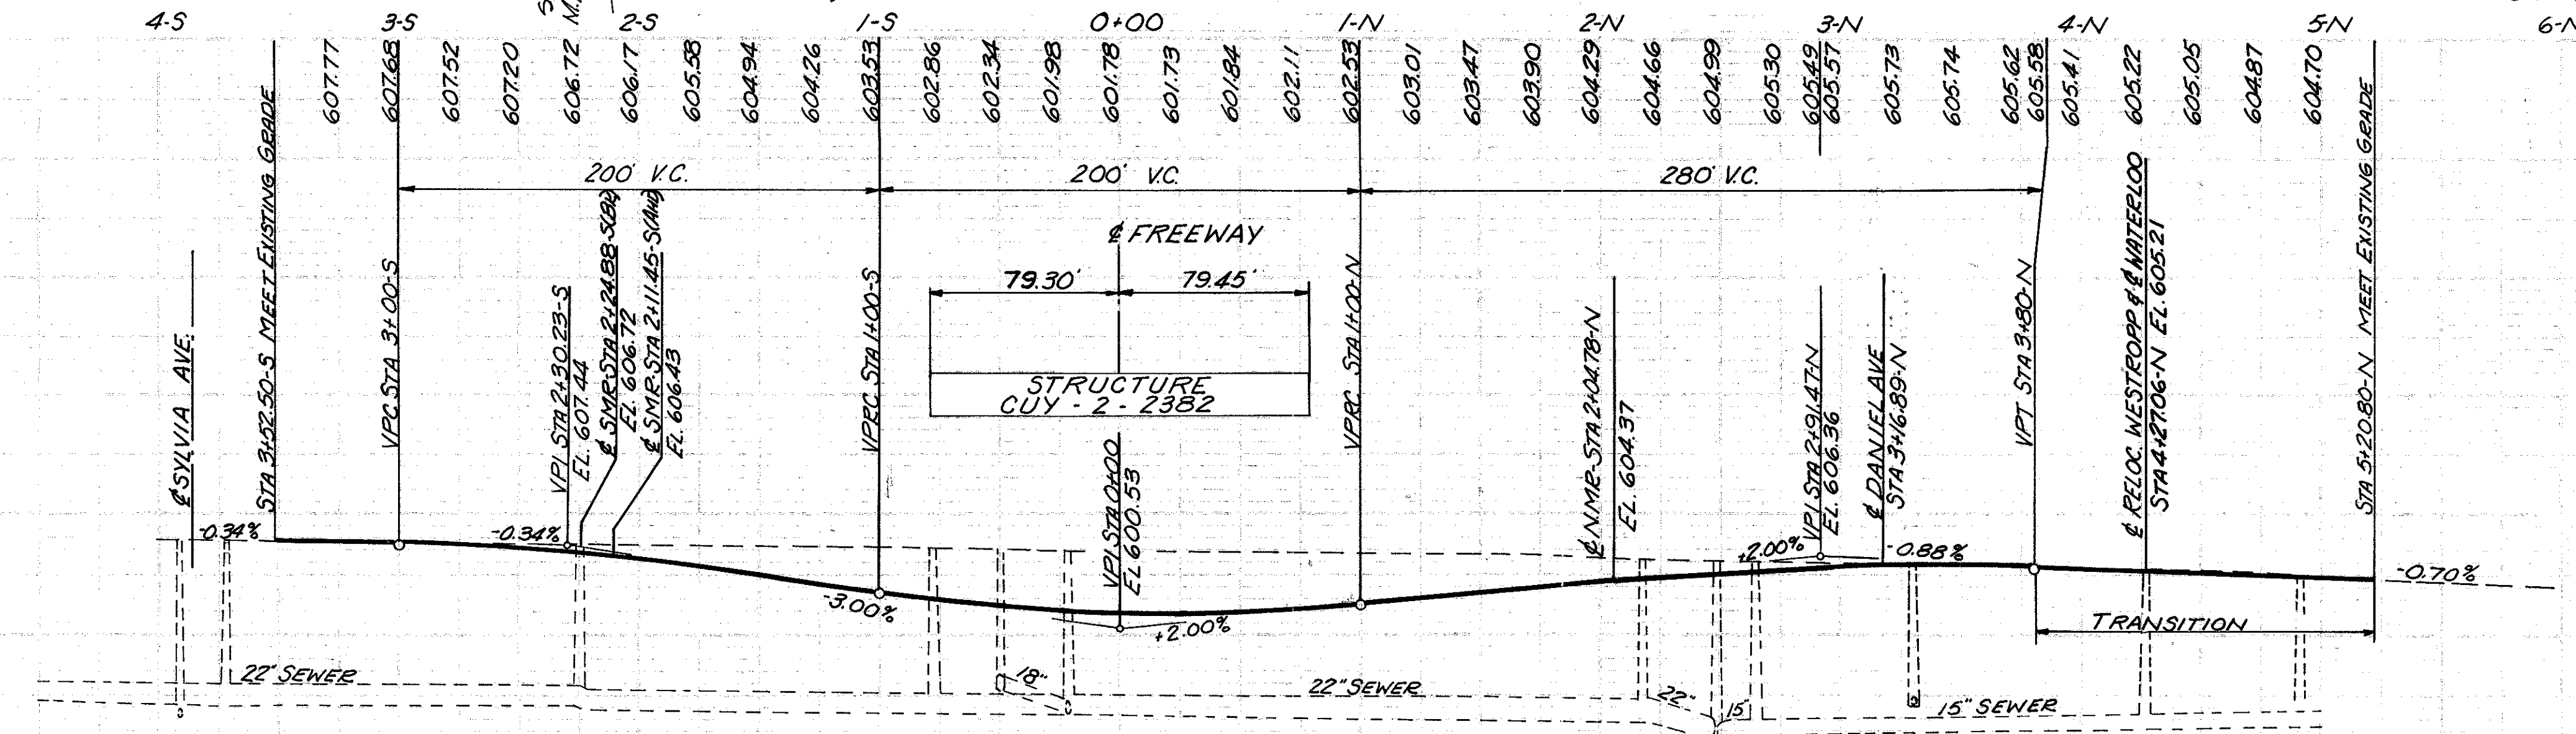 4-S 3-S 2-S 1-S 0+00 1-N 2-N 3-N 4-N 5-N 6-N
607.77
607.68
607.52
607.20
606.72
606.17
605.58
604.94
604.26
603.53
602.86
602.34
601.98
601.78
601.73
601.84
602.11
602.53
603.01
603.47
603.90
604.29
604.66
604.99
605.30
605.49
605.57
605.73
605.74
605.62
605.58
605.41
605.22
605.05
604.87
604.70
200' V.C. 200' V.C. 280' V.C.
℄ SYLVIA AVE.
STA 3+52.50-S MEET EXISTING GRADE
VPC STA 3+00-S
VPI STA 2+30.23-S
EL. 607.44
℄ SMR-STA 2+24.88-S(BK)
EL. 606.72
℄ SMR-STA 2+11.45-S(AHD)
EL. 606.43
VPRC STA 1+00-S
℄ FREEWAY
79.30' 79.45'
STRUCTURE
CUY - 2 - 2382
VPI STA 0+00
EL 600.53
VPRC STA 1+00-N
℄ N.M.R-STA 2+04.78-N
EL. 604.37
VPI STA 2+91.47-N
EL. 606.36
℄ DANIEL AVE
STA 3+16.89-N
VPT STA 3+80-N
℄ RELOC. WESTROPP & ℄ WATERLOO
STA 4+27.06-N EL. 605.21
STA 5+20.80-N MEET EXISTING GRADE
-0.34% -0.34% -3.00% +2.00% +2.00% -0.88% -0.70%
TRANSITION
22" SEWER 18" 22" SEWER 22" 15" 15" SEWER